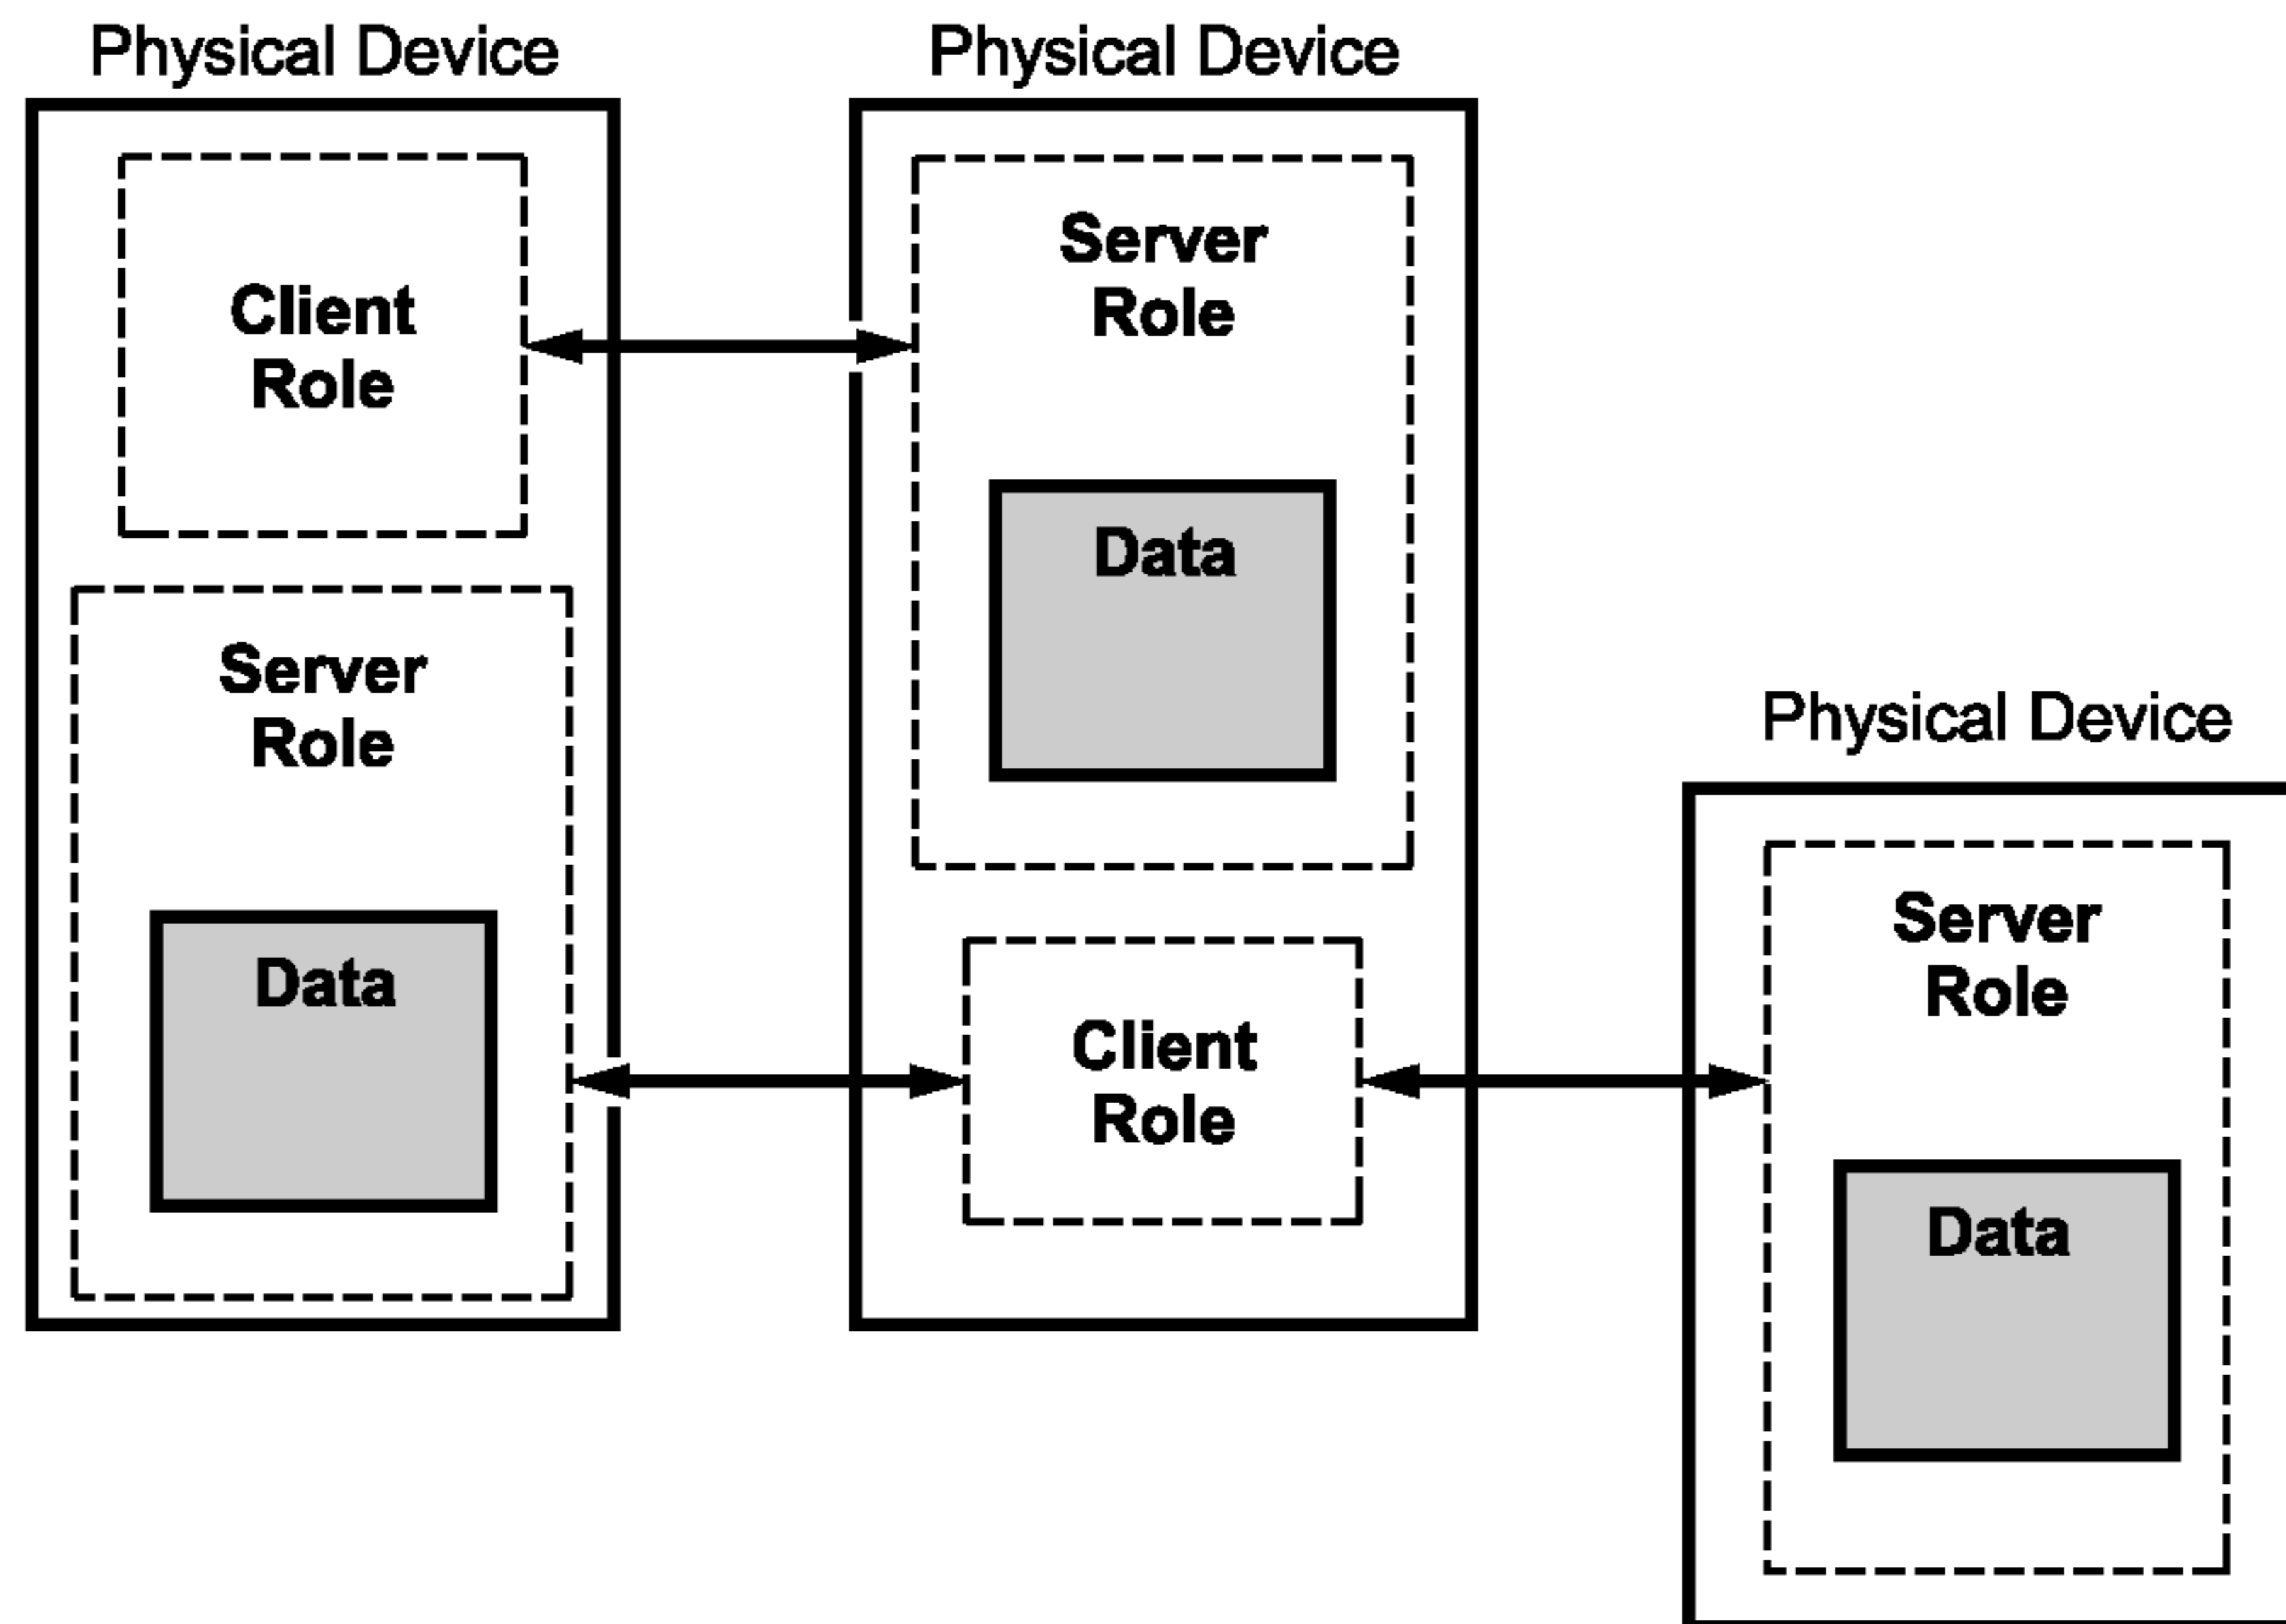 Physical Device
Client
Role
Server
Role
Data
Physical Device
Server
Role
Data
Client
Role
Physical Device
Server
Role
Data